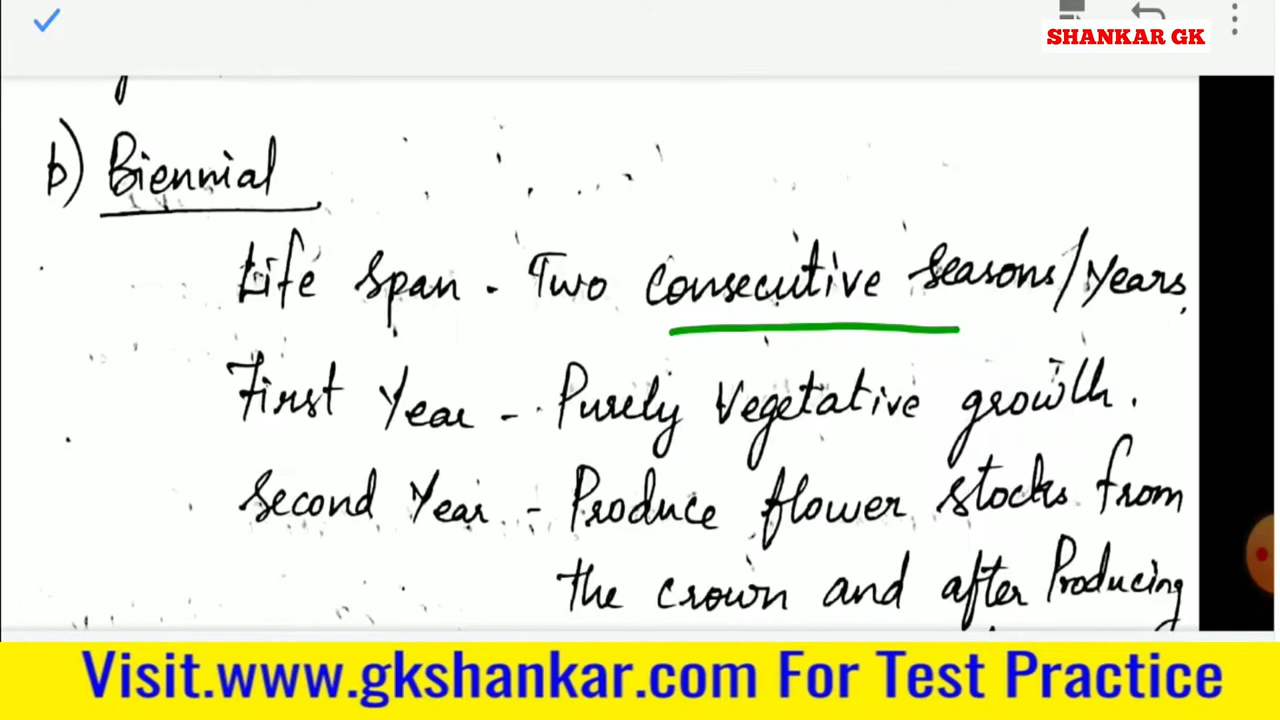 SHANKAR GK
b) Biennial
Life span - Two consecutive seasons/years.
First Year - Purely Vegetative growth.
Second Year - Produce flower stocks from
the crown and after Producing
Visit.www.gkshankar.com For Test Practice